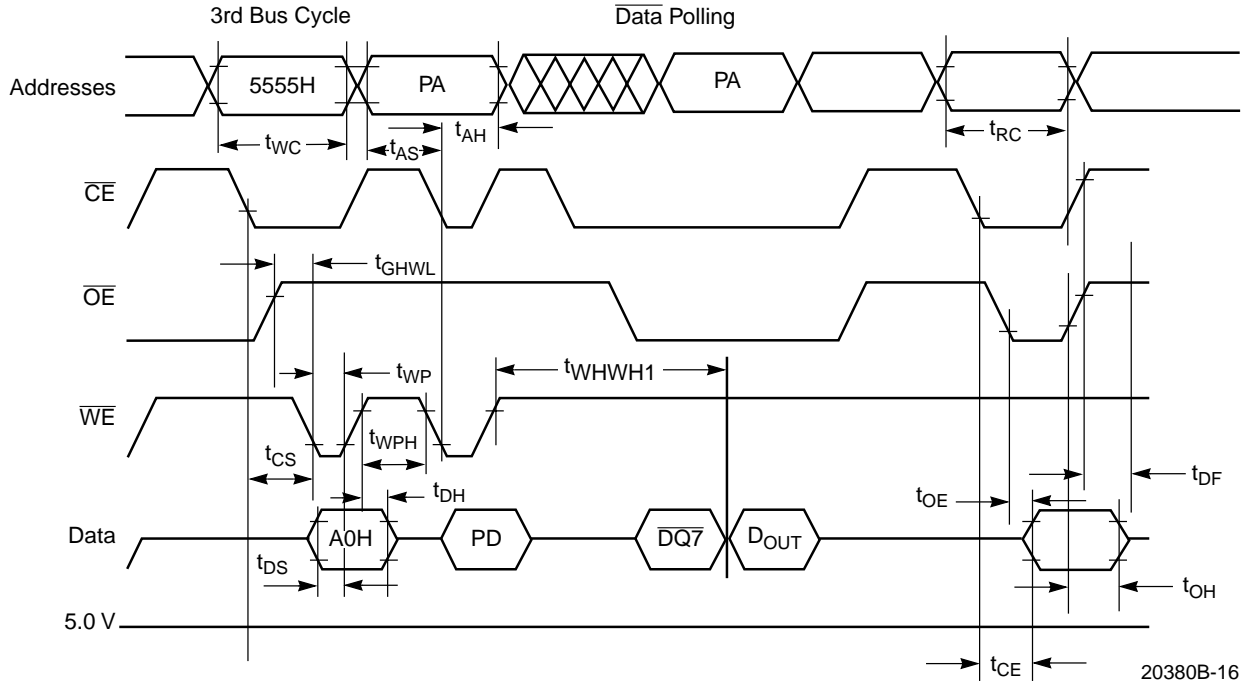 3rd Bus Cycle
Data Polling
Addresses
5555H
PA
PA
tWC
tAS
tAH
tRC
CE
tGHWL
OE
tWP
tWHWH1
WE
tCS
tWPH
tDH
tOE
tDF
Data
A0H
PD
DQ7
DOUT
tDS
tOH
5.0 V
tCE
20380B-16